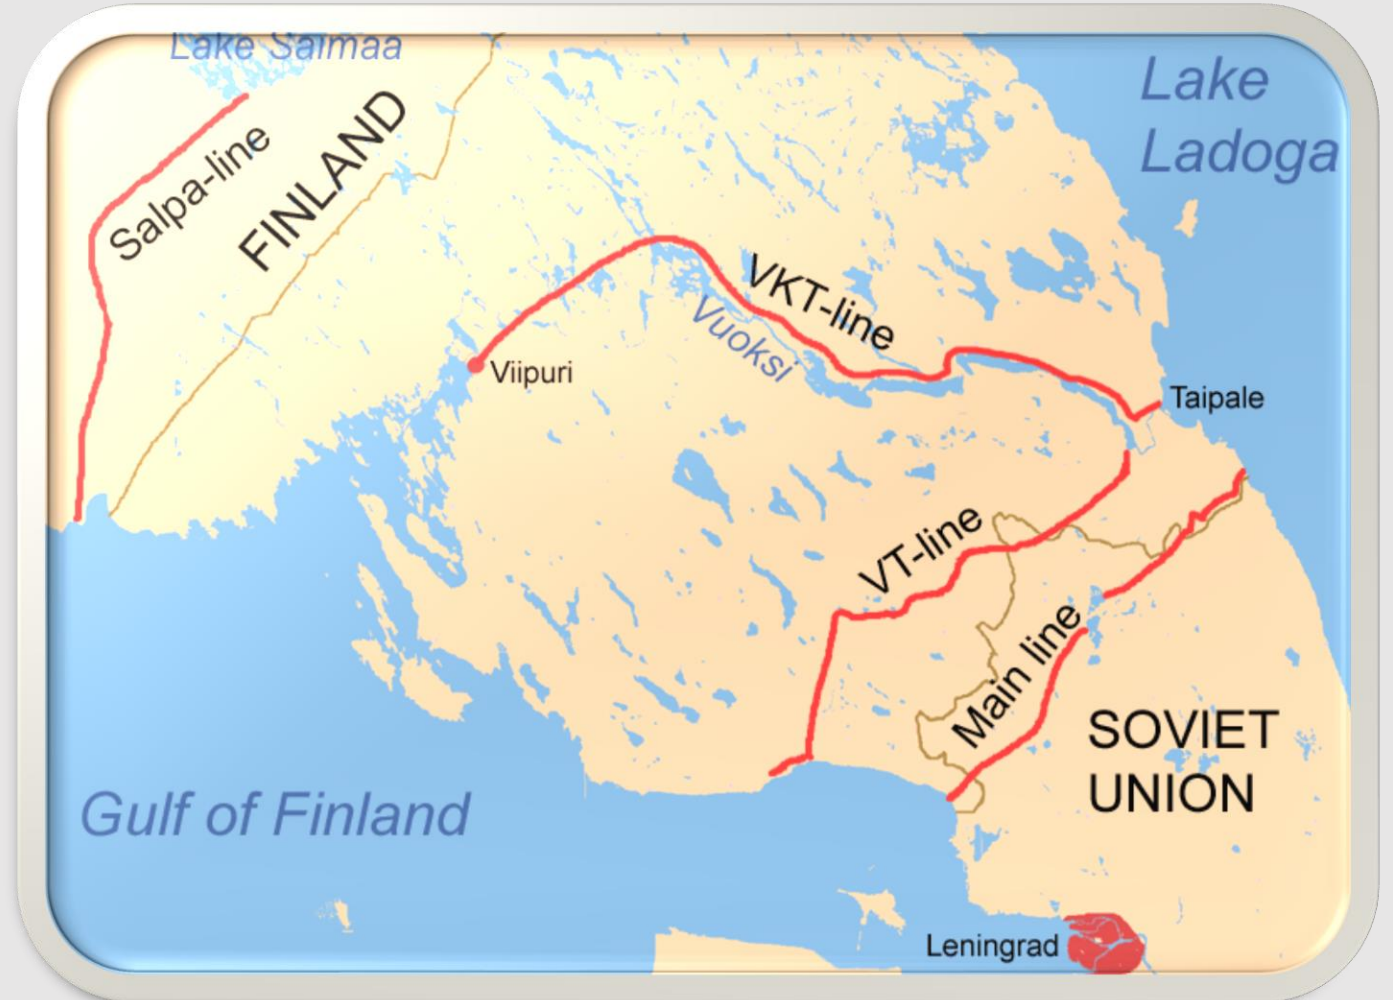 Lake Saimaa
Lake
Ladoga
FINLAND
Salpa-line
VKT-line
Vuoksi
Viipuri
Taipale
VT-line
Main line
SOVIET
UNION
Gulf of Finland
Leningrad